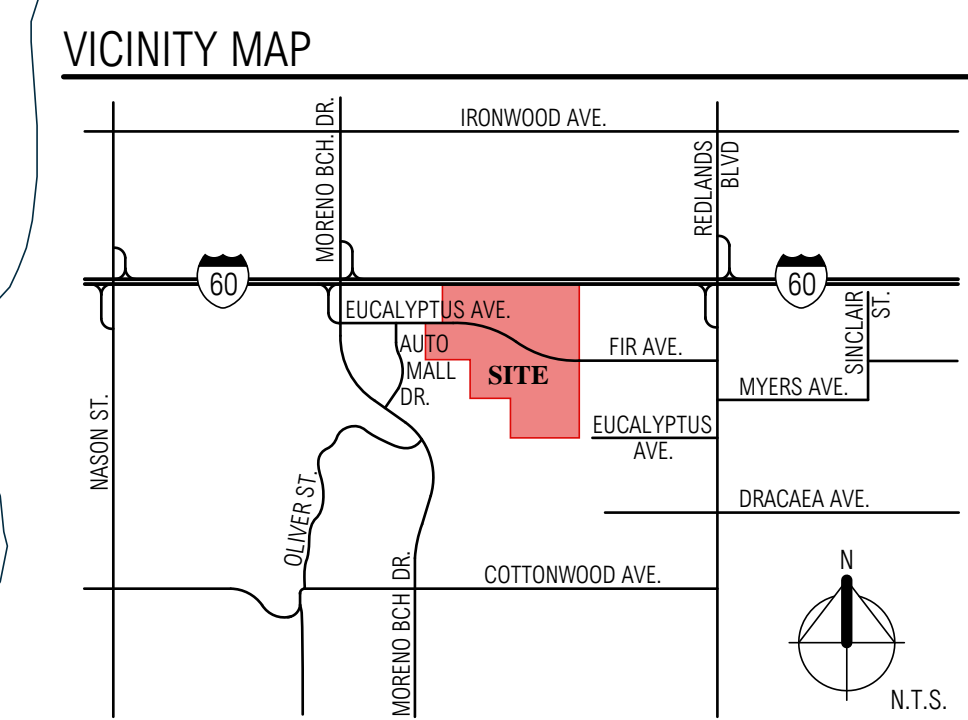 VICINITY MAP
IRONWOOD AVE.
MORENO BCH. DR.
REDLANDS
BLVD
60
60
EUCALYPTUS AVE.
SINCLAIR
ST.
AUTO
MALL
DR.
FIR AVE.
SITE
MYERS AVE.
NASON ST.
EUCALYPTUS
AVE.
OLIVER ST.
DRACAEA AVE.
MORENO BCH DR.
COTTONWOOD AVE.
N
N.T.S.